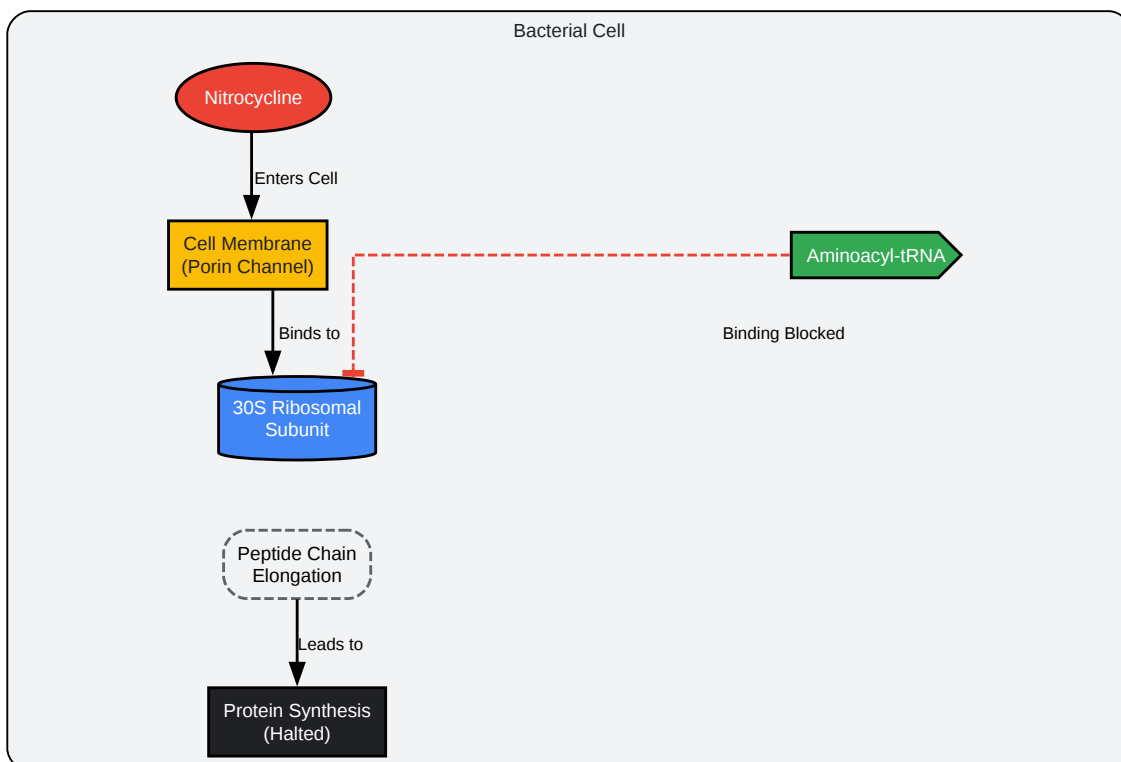 Bacterial Cell
Nitrocycline
Enters Cell
Cell Membrane
(Porin Channel)
Aminoacyl-tRNA
Binds to
Binding Blocked
30S Ribosomal
Subunit
Peptide Chain
Elongation
Leads to
Protein Synthesis
(Halted)